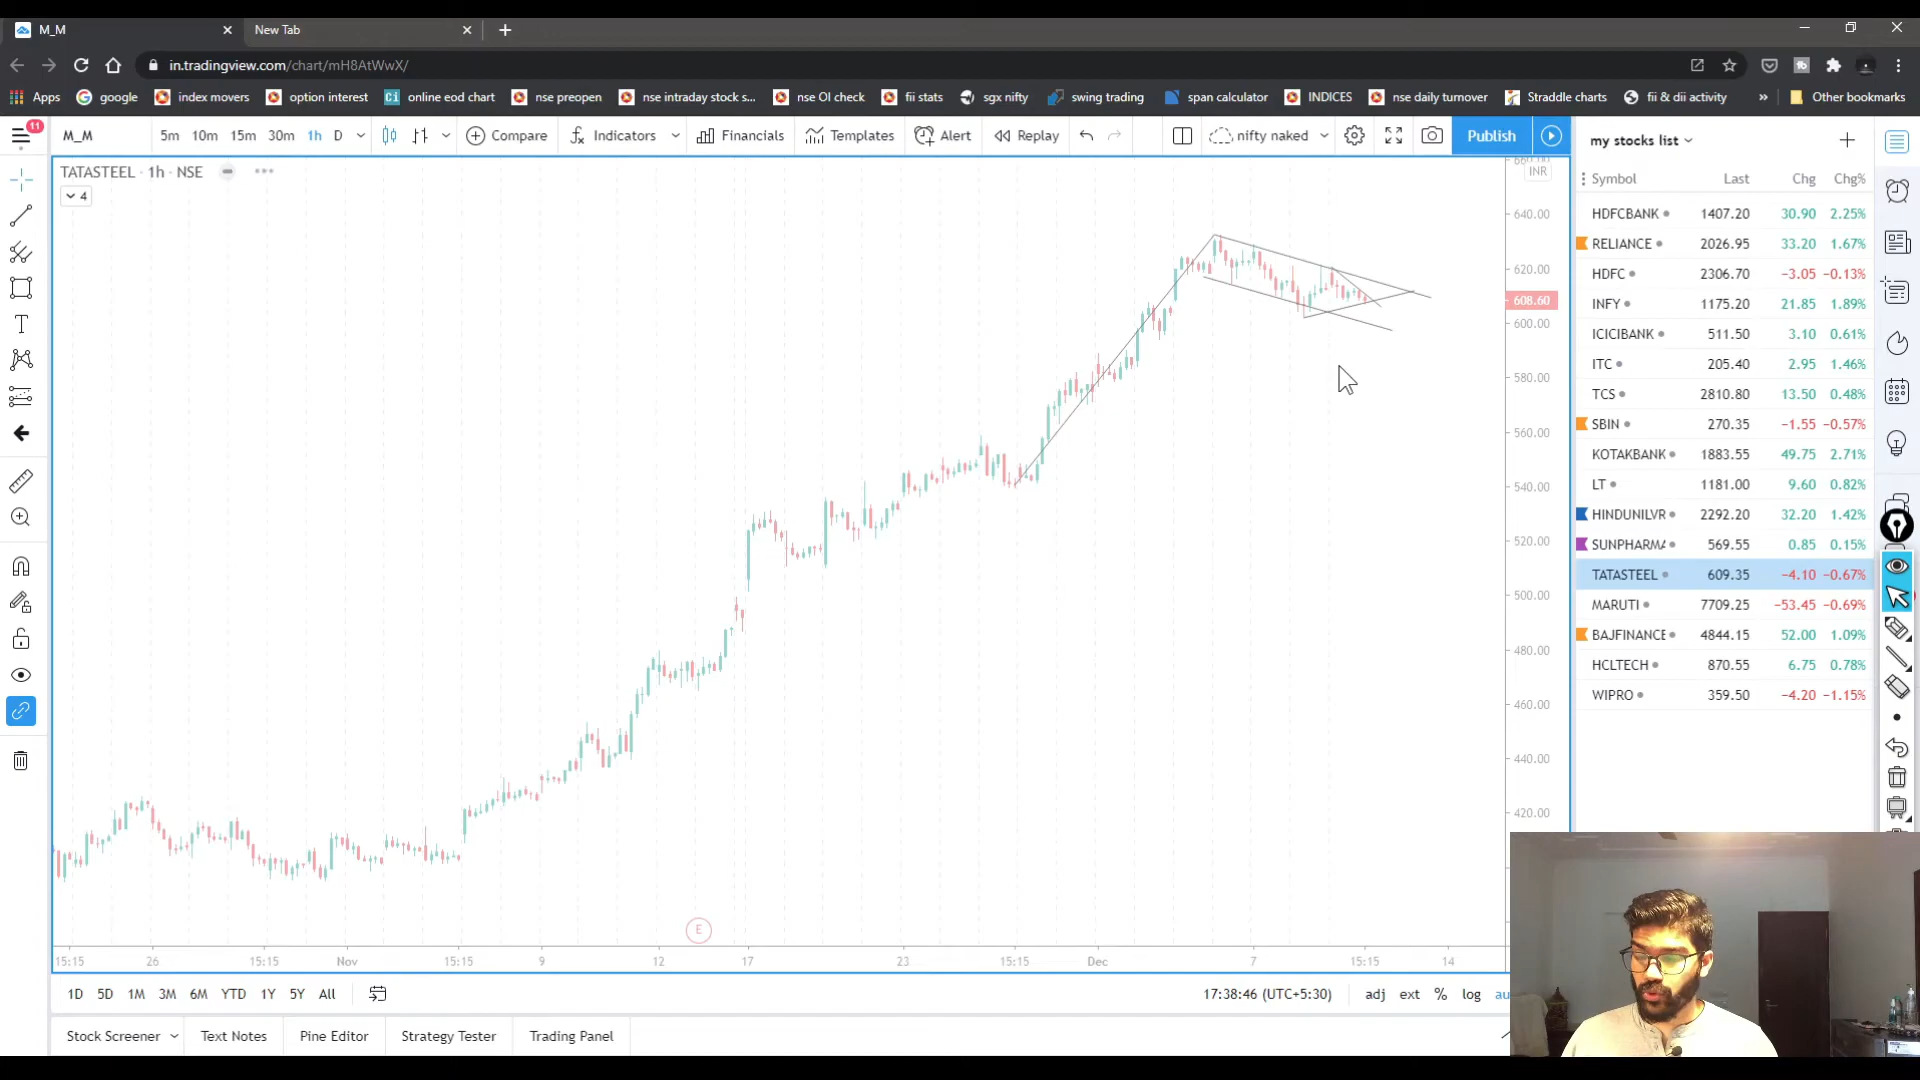 M_M
New Tab
in.tradingview.com/chart/mH8AtWwX/
Apps google index movers option interest Ci online eod chart nse preopen nse intraday stock s... nse OI check fii stats sgx nifty swing trading span calculator INDICES nse daily turnover Straddle charts fii & dii activity » Other bookmarks
11
M_M 5m 10m 15m 30m 1h D Compare Indicators Financials Templates Alert Replay nifty naked Publish
my stocks list
TATASTEEL · 1h · NSE
4
INR
640.00
620.00
608.60
600.00
580.00
560.00
540.00
520.00
500.00
480.00
460.00
440.00
420.00
E
15:15 26 15:15 Nov 15:15 9 12 17 23 15:15 Dec 7 15:15 14
Symbol Last Chg Chg%
HDFCBANK 1407.20 30.90 2.25%
RELIANCE 2026.95 33.20 1.67%
HDFC 2306.70 −3.05 −0.13%
INFY 1175.20 21.85 1.89%
ICICIBANK 511.50 3.10 0.61%
ITC 205.40 2.95 1.46%
TCS 2810.80 13.50 0.48%
SBIN 270.35 −1.55 −0.57%
KOTAKBANK 1883.55 49.75 2.71%
LT 1181.00 9.60 0.82%
HINDUNILVR 2292.20 32.20 1.42%
SUNPHARMA 569.55 0.85 0.15%
TATASTEEL 609.35 −4.10 −0.67%
MARUTI 7709.25 −53.45 −0.69%
BAJFINANCE 4844.15 52.00 1.09%
HCLTECH 870.55 6.75 0.78%
WIPRO 359.50 −4.20 −1.15%
1D 5D 1M 3M 6M YTD 1Y 5Y All
17:38:46 (UTC+5:30) adj ext % log
Stock Screener Text Notes Pine Editor Strategy Tester Trading Panel